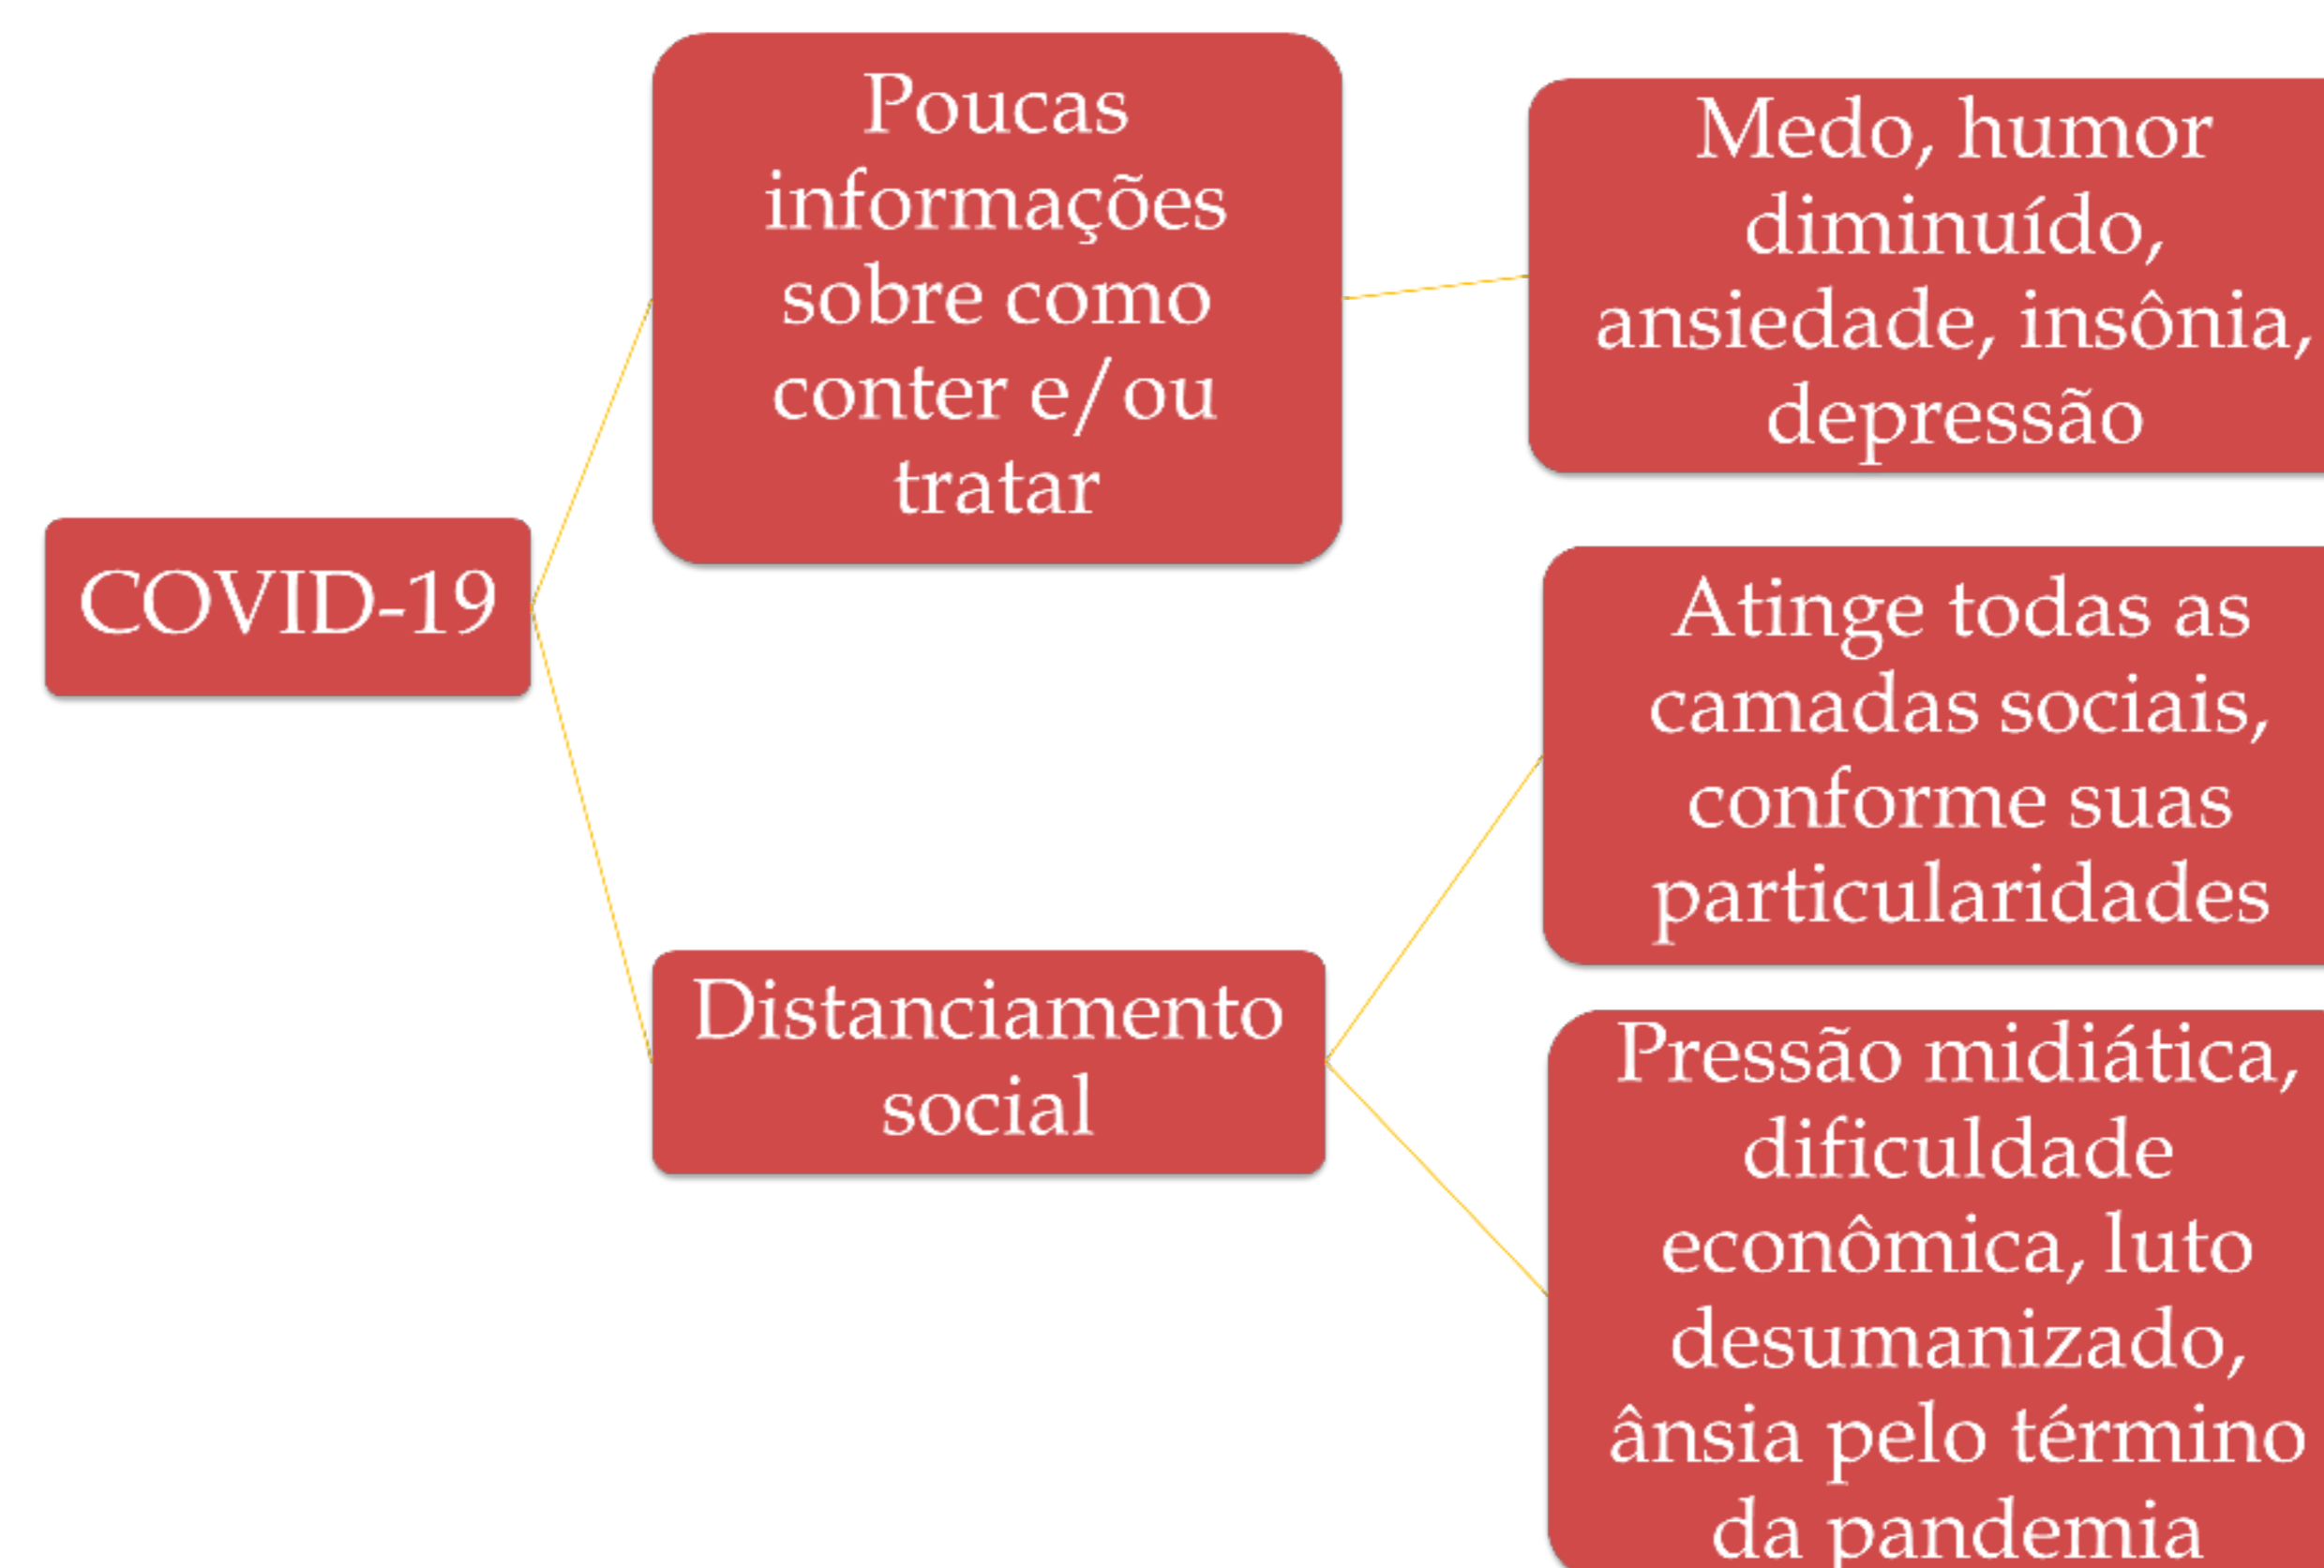 COVID-19
Poucas
informações
sobre como
conter e/ou
tratar
Medo, humor
diminuído,
ansiedade, insônia,
depressão
Distanciamento
social
Atinge todas as
camadas sociais,
conforme suas
particularidades
Pressão midiática,
dificuldade
econômica, luto
desumanizado,
ânsia pelo término
da pandemia